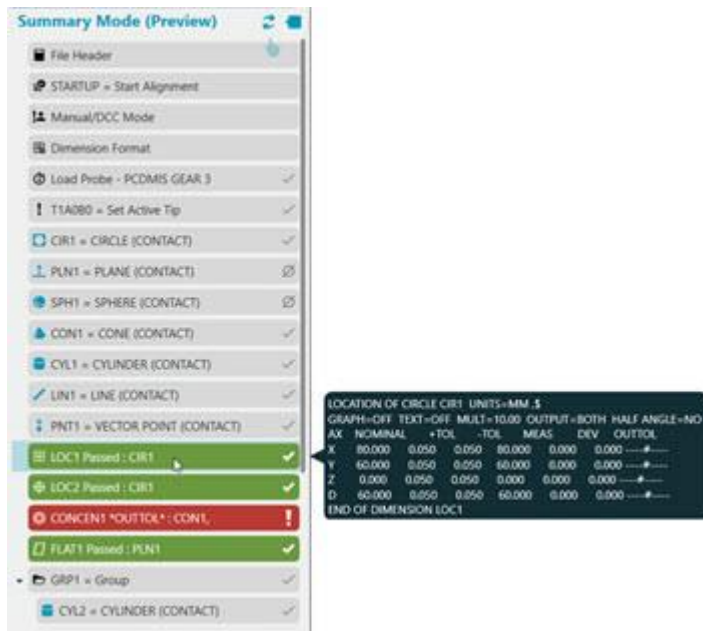 Summary Mode (Preview)
File Header
STARTUP = Start Alignment
Manual/DCC Mode
Dimension Format
Load Probe - PCDMIS GEAR 3
T1A0B0 = Set Active Tip
CIR1 = CIRCLE (CONTACT)
PLN1 = PLANE (CONTACT)
SPH1 = SPHERE (CONTACT)
CON1 = CONE (CONTACT)
CYL1 = CYLINDER (CONTACT)
LIN1 = LINE (CONTACT)
PNT1 = VECTOR POINT (CONTACT)
LOC1 Passed : CIR1
LOC2 Passed : CIR1
CONCEN1 *OUTTOL* : CON1,
FLAT1 Passed : PLN1
GRP1 = Group
CYL2 = CYLINDER (CONTACT)
LOCATION OF CIRCLE CIR1 UNITS=MM ,$
GRAPH=OFF TEXT=OFF MULT=10.00 OUTPUT=BOTH HALF ANGLE=NO
AX NOMINAL +TOL -TOL MEAS DEV OUTTOL
X 80.000 0.050 0.050 80.000 0.000 0.000 ----#----
Y 60.000 0.050 0.050 60.000 0.000 0.000 ----#----
Z 0.000 0.050 0.050 0.000 0.000 0.000 ----#----
D 60.000 0.050 0.050 60.000 0.000 0.000 ----#----
END OF DIMENSION LOC1